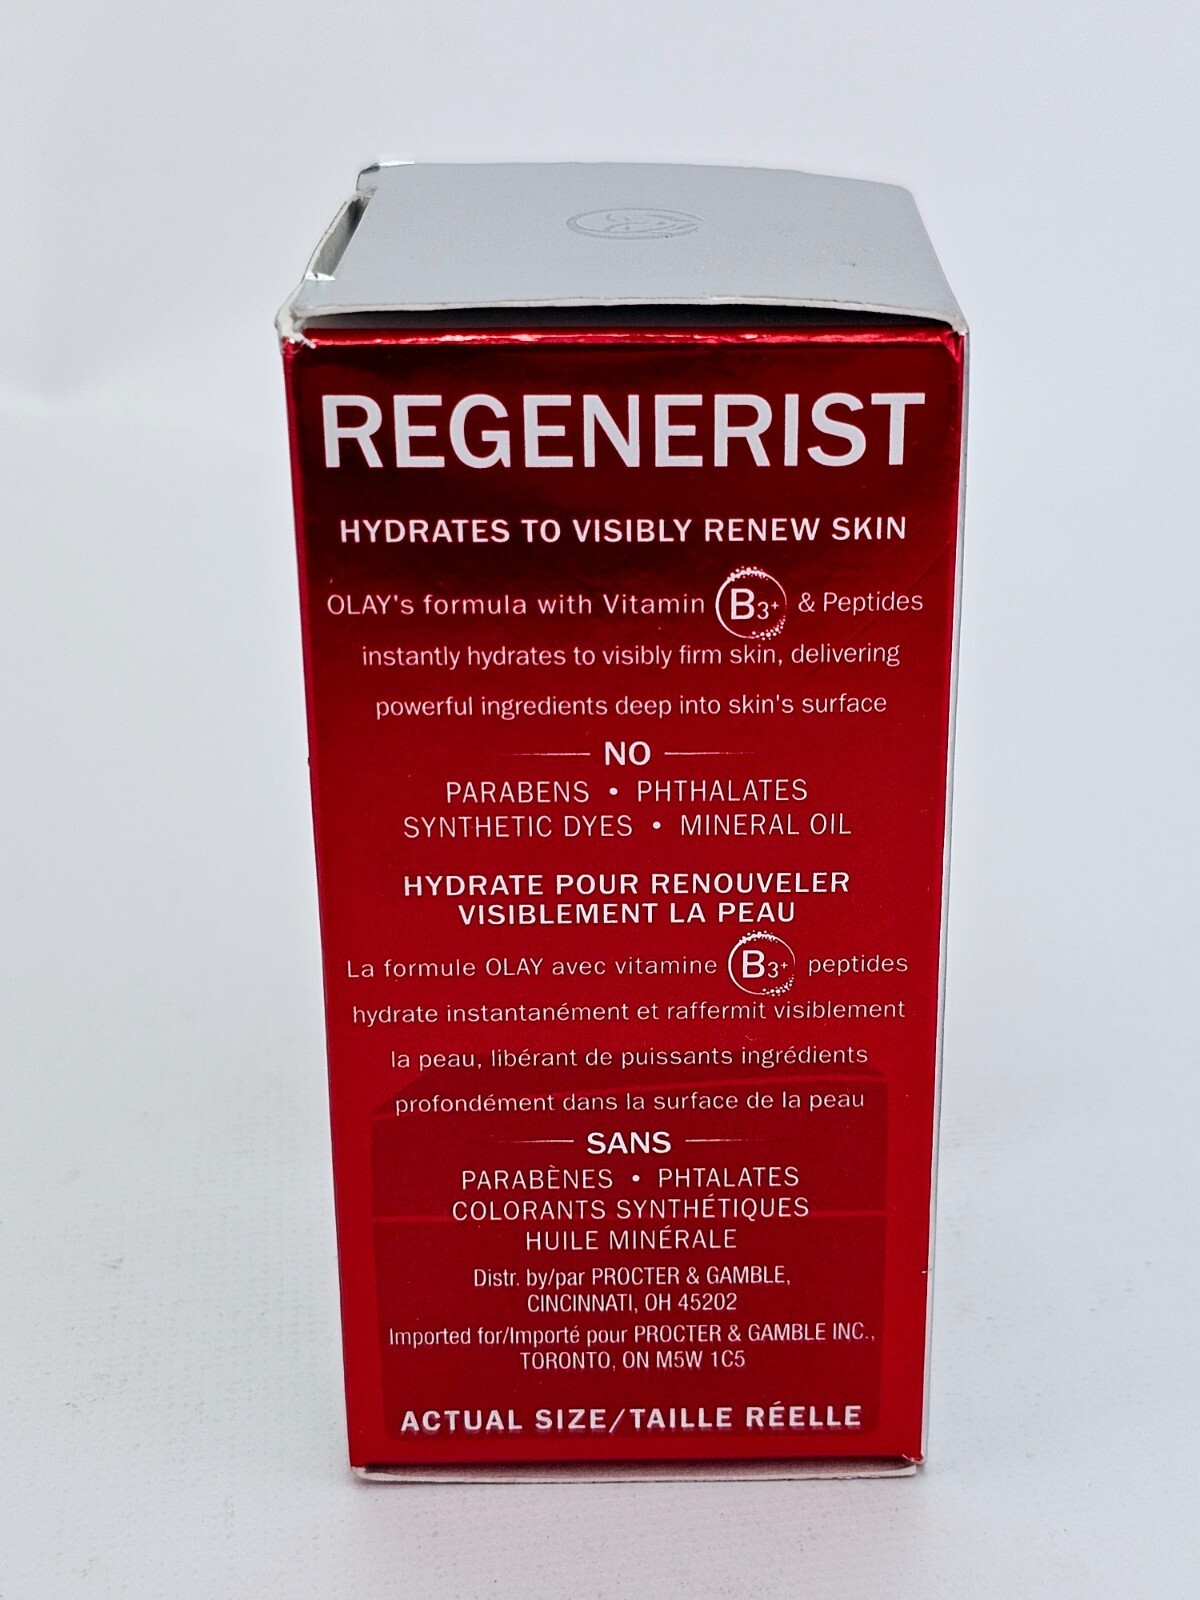 REGENERIST
HYDRATES TO VISIBLY RENEW SKIN
OLAY's formula with Vitamin B3+ & Peptides
instantly hydrates to visibly firm skin, delivering
powerful ingredients deep into skin's surface
NO
PARABENS • PHTHALATES
SYNTHETIC DYES • MINERAL OIL
HYDRATE POUR RENOUVELER
VISIBLEMENT LA PEAU
La formule OLAY avec vitamine B3+ peptides
hydrate instantanément et raffermit visiblement
la peau, libérant de puissants ingrédients
profondément dans la surface de la peau
SANS
PARABÈNES • PHTALATES
COLORANTS SYNTHÉTIQUES
HUILE MINÉRALE
Distr. by/par PROCTER & GAMBLE,
CINCINNATI, OH 45202
Imported for/Importé pour PROCTER & GAMBLE INC.,
TORONTO, ON M5W 1C5
ACTUAL SIZE/TAILLE RÉELLE